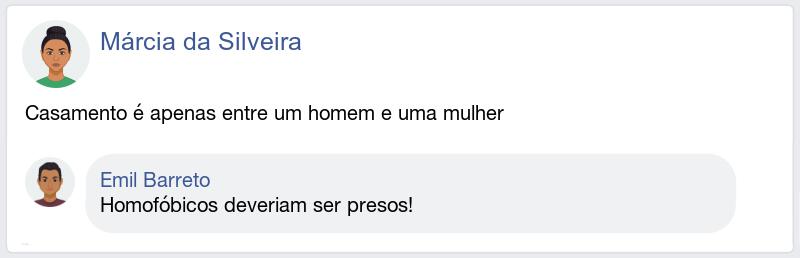 Márcia da Silveira
Casamento é apenas entre um homem e uma mulher
Emil Barreto
Homofóbicos deveriam ser presos!